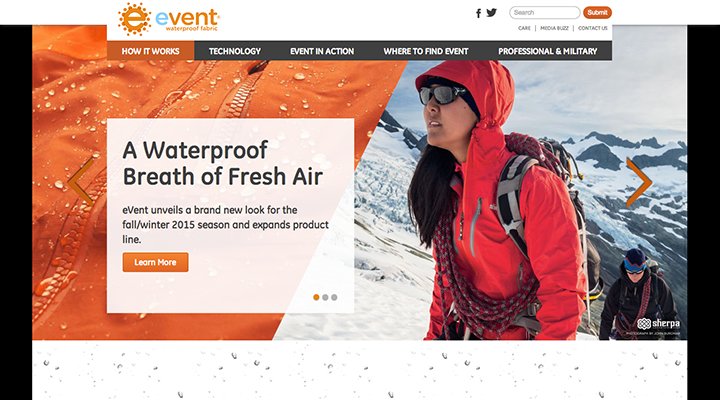 event
waterproof fabric
Search
Submit
CARE | MEDIA BUZZ | CONTACT US
HOW IT WORKS TECHNOLOGY EVENT IN ACTION WHERE TO FIND EVENT PROFESSIONAL & MILITARY
A Waterproof
Breath of Fresh Air
eVent unveils a brand new look for the
fall/winter 2015 season and expands product
line.
Learn More
sherpa
PHOTOGRAPHY BY JOHN BURCHAM